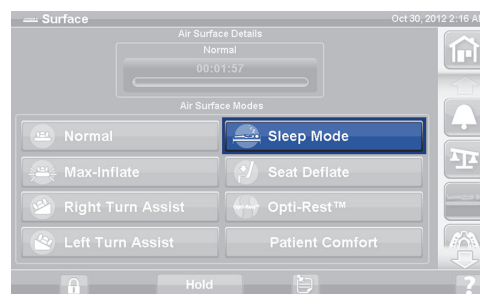 Surface
Oct 30, 2012 2:16 A
Air Surface Details
Normal
00:01:57
Air Surface Modes
Normal
Sleep Mode
Max-Inflate
Seat Deflate
Right Turn Assist
Opti-Rest™
Left Turn Assist
Patient Comfort
Hold
?